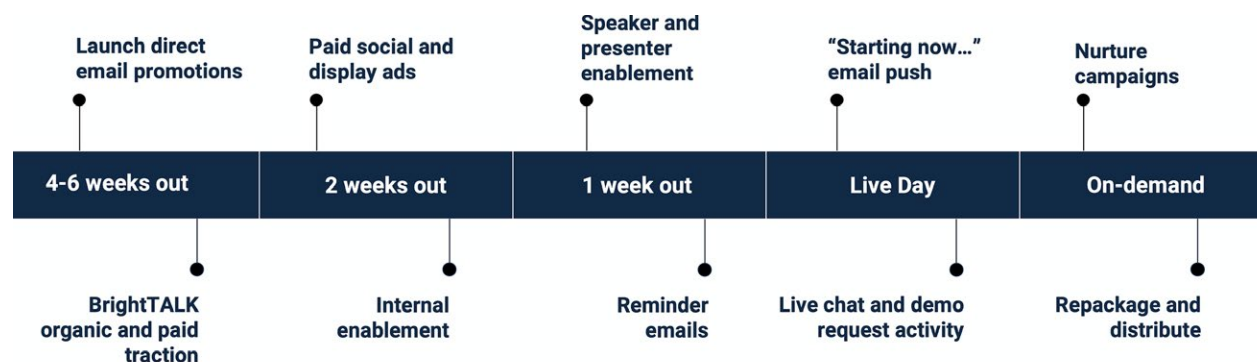 Launch direct
email promotions
Paid social and
display ads
Speaker and
presenter
enablement
“Starting now…”
email push
Nurture
campaigns
4-6 weeks out
2 weeks out
1 week out
Live Day
On-demand
BrightTALK
organic and paid
traction
Internal
enablement
Reminder
emails
Live chat and demo
request activity
Repackage and
distribute